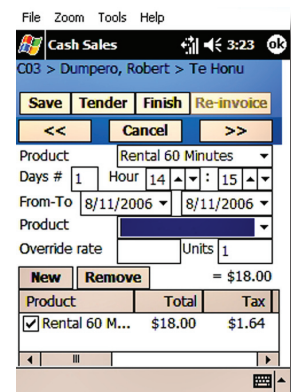 File Zoom Tools Help
Cash Sales 3:23 ok
C03 > Dumpero, Robert > Te Honu
Save Tender Finish Re-invoice
<< Cancel >>
Product Rental 60 Minutes
Days # 1 Hour 14 : 15
From-To 8/11/2006 8/11/2006
Product
Override rate Units 1
New Remove = $18.00
Product Total Tax
Rental 60 M... $18.00 $1.64